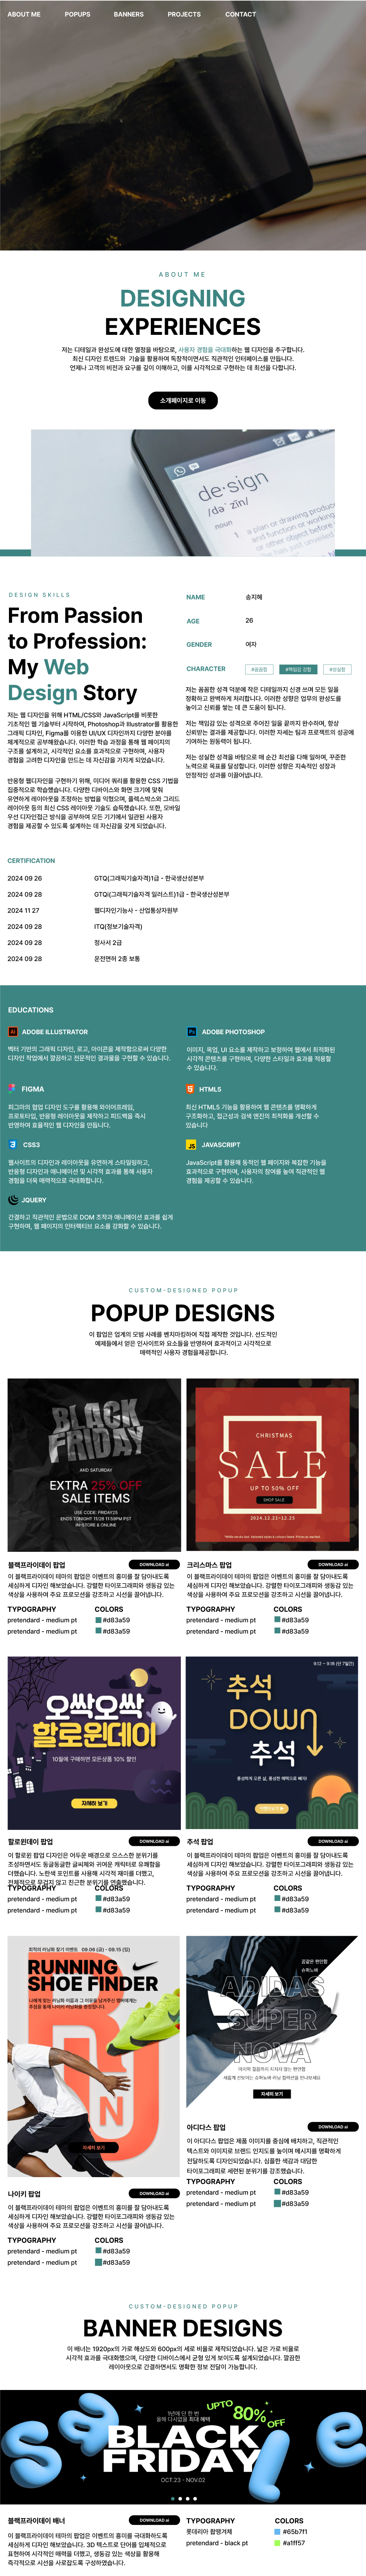 ABOUT ME
POPUPS
BANNERS
PROJECTS
CONTACT
ABOUT ME
DESIGNING
EXPERIENCES
저는 디테일과 완성도에 대한 열정을 바탕으로, 사용자 경험을 극대화하는 웹 디자인을 추구합니다.
최신 디자인 트렌드와 기술을 활용하여 독창적이면서도 직관적인 인터페이스를 만듭니다.
언제나 고객의 비전과 요구를 깊이 이해하고, 이를 시각적으로 구현하는 데 최선을 다합니다.
소개페이지로 이동
de·sign
/dəˈzīn/
noun
1. a plan or drawing produced
DESIGN SKILLS
From Passion
to Profession:
My Web
Design Story
저는 웹 디자인을 위해 HTML/CSS와 JavaScript를 비롯한
기초적인 웹 기술부터 시작하여, Photoshop과 Illustrator를 활용한
그래픽 디자인, Figma를 이용한 UI/UX 디자인까지 다양한 분야를
체계적으로 공부해왔습니다. 이러한 학습 과정을 통해 웹 페이지의
구조를 설계하고, 시각적인 요소를 효과적으로 구현하며, 사용자
경험을 고려한 디자인을 만드는 데 자신감을 가지게 되었습니다.
반응형 웹디자인을 구현하기 위해, 미디어 쿼리를 활용한 CSS 기법을
집중적으로 학습했습니다. 다양한 디바이스와 화면 크기에 맞춰
유연하게 레이아웃을 조정하는 방법을 익혔으며, 플렉스박스와 그리드
레이아웃 등의 최신 CSS 레이아웃 기술도 습득했습니다. 또한, 모바일
우선 디자인접근 방식을 공부하여 모든 기기에서 일관된 사용자
경험을 제공할 수 있도록 설계하는 데 자신감을 갖게 되었습니다.
NAME 송지혜
AGE 26
GENDER 여자
CHARACTER #꼼꼼함 #책임감 강함 #성실함
저는 꼼꼼한 성격 덕분에 작은 디테일까지 신경 쓰며 모든 일을
정확하고 완벽하게 처리합니다. 이러한 성향은 업무의 완성도를
높이고 신뢰를 쌓는 데 큰 도움이 됩니다.
저는 책임감 있는 성격으로 주어진 일을 끝까지 완수하며, 항상
신뢰받는 결과를 제공합니다. 이러한 자세는 팀과 프로젝트의 성공에
기여하는 원동력이 됩니다.
저는 성실한 성격을 바탕으로 매 순간 최선을 다해 일하며, 꾸준한
노력으로 목표를 달성합니다. 이러한 성향은 지속적인 성장과
안정적인 성과를 이끌어냅니다.
CERTIFICATION
2024 09 26 GTQ(그래픽기술자격)1급 - 한국생산성본부
2024 09 28 GTQi(그래픽기술자격 일러스트)1급 - 한국생산성본부
2024 11 27 웹디자인기능사 - 산업통상자원부
2024 09 28 ITQ(정보기술자격)
2024 09 28 정사서 2급
2024 09 28 운전면허 2종 보통
EDUCATIONS
Ai ADOBE ILLUSTRATOR
벡터 기반의 그래픽 디자인, 로고, 아이콘을 제작함으로써 다양한
디자인 작업에서 깔끔하고 전문적인 결과물을 구현할 수 있습니다.
Ps ADOBE PHOTOSHOP
이미지, 목업, UI 요소를 제작하고 보정하여 웹에서 최적화된
시각적 콘텐츠를 구현하며, 다양한 스타일과 효과를 적용할
수 있습니다.
FIGMA
피그마의 협업 디자인 도구를 활용해 와이어프레임,
프로토타입, 반응형 레이아웃을 제작하고 피드백을 즉시
반영하여 효율적인 웹 디자인을 만듭니다.
HTML5
최신 HTML5 기능을 활용하여 웹 콘텐츠를 명확하게
구조화하고, 접근성과 검색 엔진의 최적화를 개선할 수
있습니다
CSS3
웹사이트의 디자인과 레이아웃을 유연하게 스타일링하고,
반응형 디자인과 애니메이션 및 시각적 효과를 통해 사용자
경험을 더욱 매력적으로 극대화합니다.
JS JAVASCRIPT
JavaScript를 활용해 동적인 웹 페이지와 복잡한 기능을
효과적으로 구현하며, 사용자의 참여를 높여 직관적인 웹
경험을 제공할 수 있습니다.
JQUERY
간결하고 직관적인 문법으로 DOM 조작과 애니메이션 효과를 쉽게
구현하며, 웹 페이지의 인터랙티브 요소를 강화할 수 있습니다.
CUSTOM-DESIGNED POPUP
POPUP DESIGNS
이 팝업은 업계의 모범 사례를 벤치마킹하여 직접 제작한 것입니다. 선도적인
예제들에서 얻은 인사이트와 요소들을 반영하여 효과적이고 시각적으로
매력적인 사용자 경험을제공합니다.
BLACK
FRIDAY
AND SATURDAY
EXTRA 25% OFF
SALE ITEMS
USE CODE: FRIDAY25
ENDS TONIGHT 11/28 11:59PM ET
IN-STORE & ONLINE
CHRISTMAS
SALE
UP TO 50% OFF
SHOP SALE
2024.12.21-12.25
블랙프라이데이 팝업
DOWNLOAD ai
이 블랙프라이데이 테마의 팝업은 이벤트의 흥미를 잘 담아내도록
세심하게 디자인 해보았습니다. 강렬한 타이포그래피와 생동감 있는
색상을 사용하여 주요 프로모션을 강조하고 시선을 끌어냅니다.
TYPOGRAPHY COLORS
pretendard - medium pt #d83a59
pretendard - medium pt #d83a59
크리스마스 팝업
DOWNLOAD ai
이 블랙프라이데이 테마의 팝업은 이벤트의 흥미를 잘 담아내도록
세심하게 디자인 해보았습니다. 강렬한 타이포그래피와 생동감 있는
색상을 사용하여 주요 프로모션을 강조하고 시선을 끌어냅니다.
TYPOGRAPHY COLORS
pretendard - medium pt #d83a59
pretendard - medium pt #d83a59
오싹오싹
할로윈데이
10월에 구매하면 모든상품 10% 할인
자세히 보기
추석
DOWN
추석
할로윈데이 팝업
DOWNLOAD ai
이 할로윈 팝업 디자인은 어두운 배경으로 으스스한 분위기를
조성하면서도 동글동글한 글씨체와 귀여운 캐릭터로 유쾌함을
더했습니다. 노란색 포인트를 사용해 시각적 재미를 더했고,
전체적으로 무겁지 않고 친근한 분위기를 연출했습니다.
TYPOGRAPHY COLORS
pretendard - medium pt #d83a59
pretendard - medium pt #d83a59
추석 팝업
DOWNLOAD ai
이 블랙프라이데이 테마의 팝업은 이벤트의 흥미를 잘 담아내도록
세심하게 디자인 해보았습니다. 강렬한 타이포그래피와 생동감 있는
색상을 사용하여 주요 프로모션을 강조하고 시선을 끌어냅니다.
TYPOGRAPHY COLORS
pretendard - medium pt #d83a59
pretendard - medium pt #d83a59
최적의 러닝화 찾기 이벤트 09.04 (금) - 09.15 (일)
RUNNING
SHOE FINDER
자세히 보기
꿈같은 편안함
슈퍼노바
ADIDAS
SUPER
NOVA
자세히 보기
나이키 팝업
DOWNLOAD ai
이 블랙프라이데이 테마의 팝업은 이벤트의 흥미를 잘 담아내도록
세심하게 디자인 해보았습니다. 강렬한 타이포그래피와 생동감 있는
색상을 사용하여 주요 프로모션을 강조하고 시선을 끌어냅니다.
TYPOGRAPHY COLORS
pretendard - medium pt #d83a59
pretendard - medium pt #d83a59
아디다스 팝업
DOWNLOAD ai
이 아디다스 팝업은 제품 이미지를 중심에 배치하고, 직관적인
텍스트와 이미지로 브랜드 인지도를 높이며 메시지를 명확하게
전달하도록 디자인되었습니다. 심플한 색감과 대담한
타이포그래피로 세련된 분위기를 강조했습니다.
TYPOGRAPHY COLORS
pretendard - medium pt #d83a59
pretendard - medium pt #d83a59
CUSTOM-DESIGNED POPUP
BANNER DESIGNS
이 배너는 1920px의 가로 해상도와 600px의 세로 비율로 제작되었습니다. 넓은 가로 비율로
시각적 효과를 극대화했으며, 다양한 디바이스에서 균형 있게 보이도록 설계되었습니다. 깔끔한
레이아웃으로 간결하면서도 명확한 정보 전달이 가능합니다.
1년에 단 한 번
올해 다시없을 최대 혜택
UPTO
80%
OFF
BLACK
FRIDAY
OCT.23 - NOV.02
블랙프라이데이 배너
DOWNLOAD ai
이 블랙프라이데이 테마의 팝업은 이벤트의 흥미를 극대화하도록
세심하게 디자인 해보았습니다. 3D 텍스트로 단어를 입체적으로
표현하여 시각적인 매력을 더했고, 생동감 있는 색상을 활용해
즉각적으로 시선을 사로잡도록 구성하였습니다.
TYPOGRAPHY COLORS
롯데리아 촵땡겨체 #65b7f1
pretendard - black pt #a1ff57